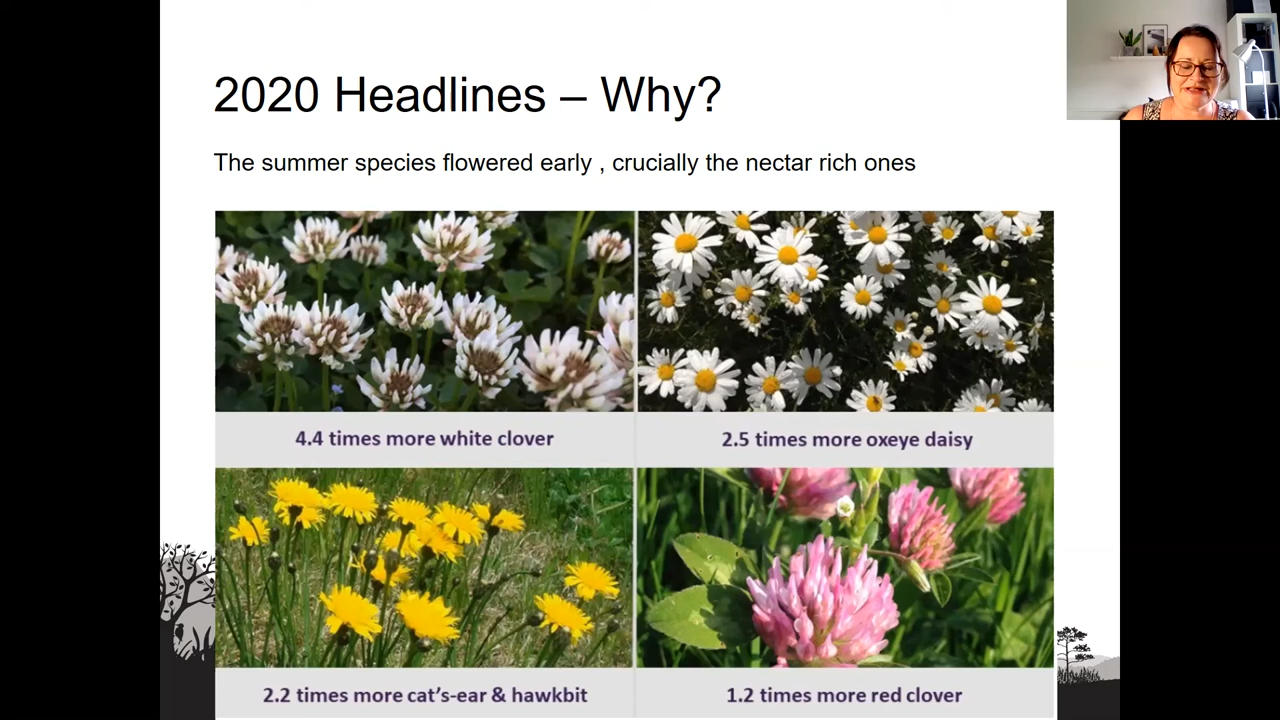 2020 Headlines – Why?
The summer species flowered early , crucially the nectar rich ones
4.4 times more white clover
2.5 times more oxeye daisy
2.2 times more cat's-ear & hawkbit
1.2 times more red clover